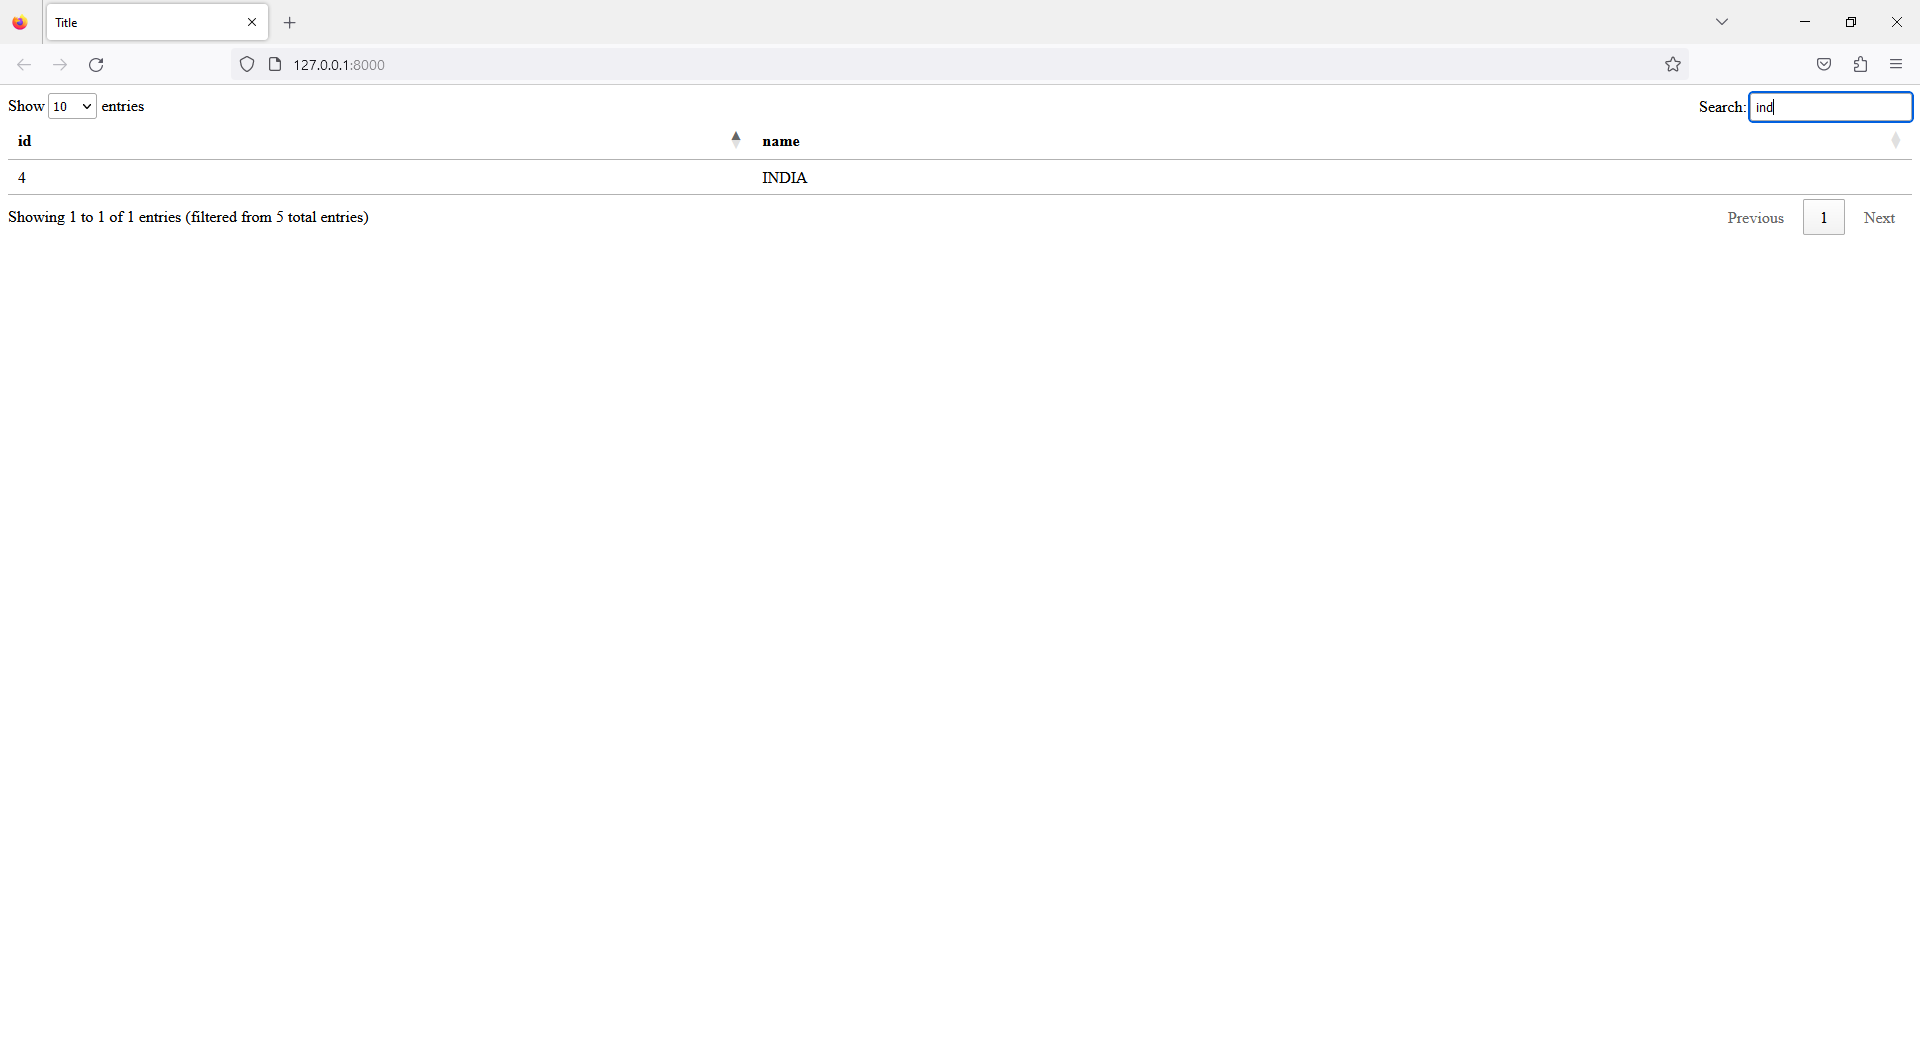 Title
127.0.0.1:8000
Show 10 entries
Search: ind
id name
4 INDIA
Showing 1 to 1 of 1 entries (filtered from 5 total entries)
Previous 1 Next